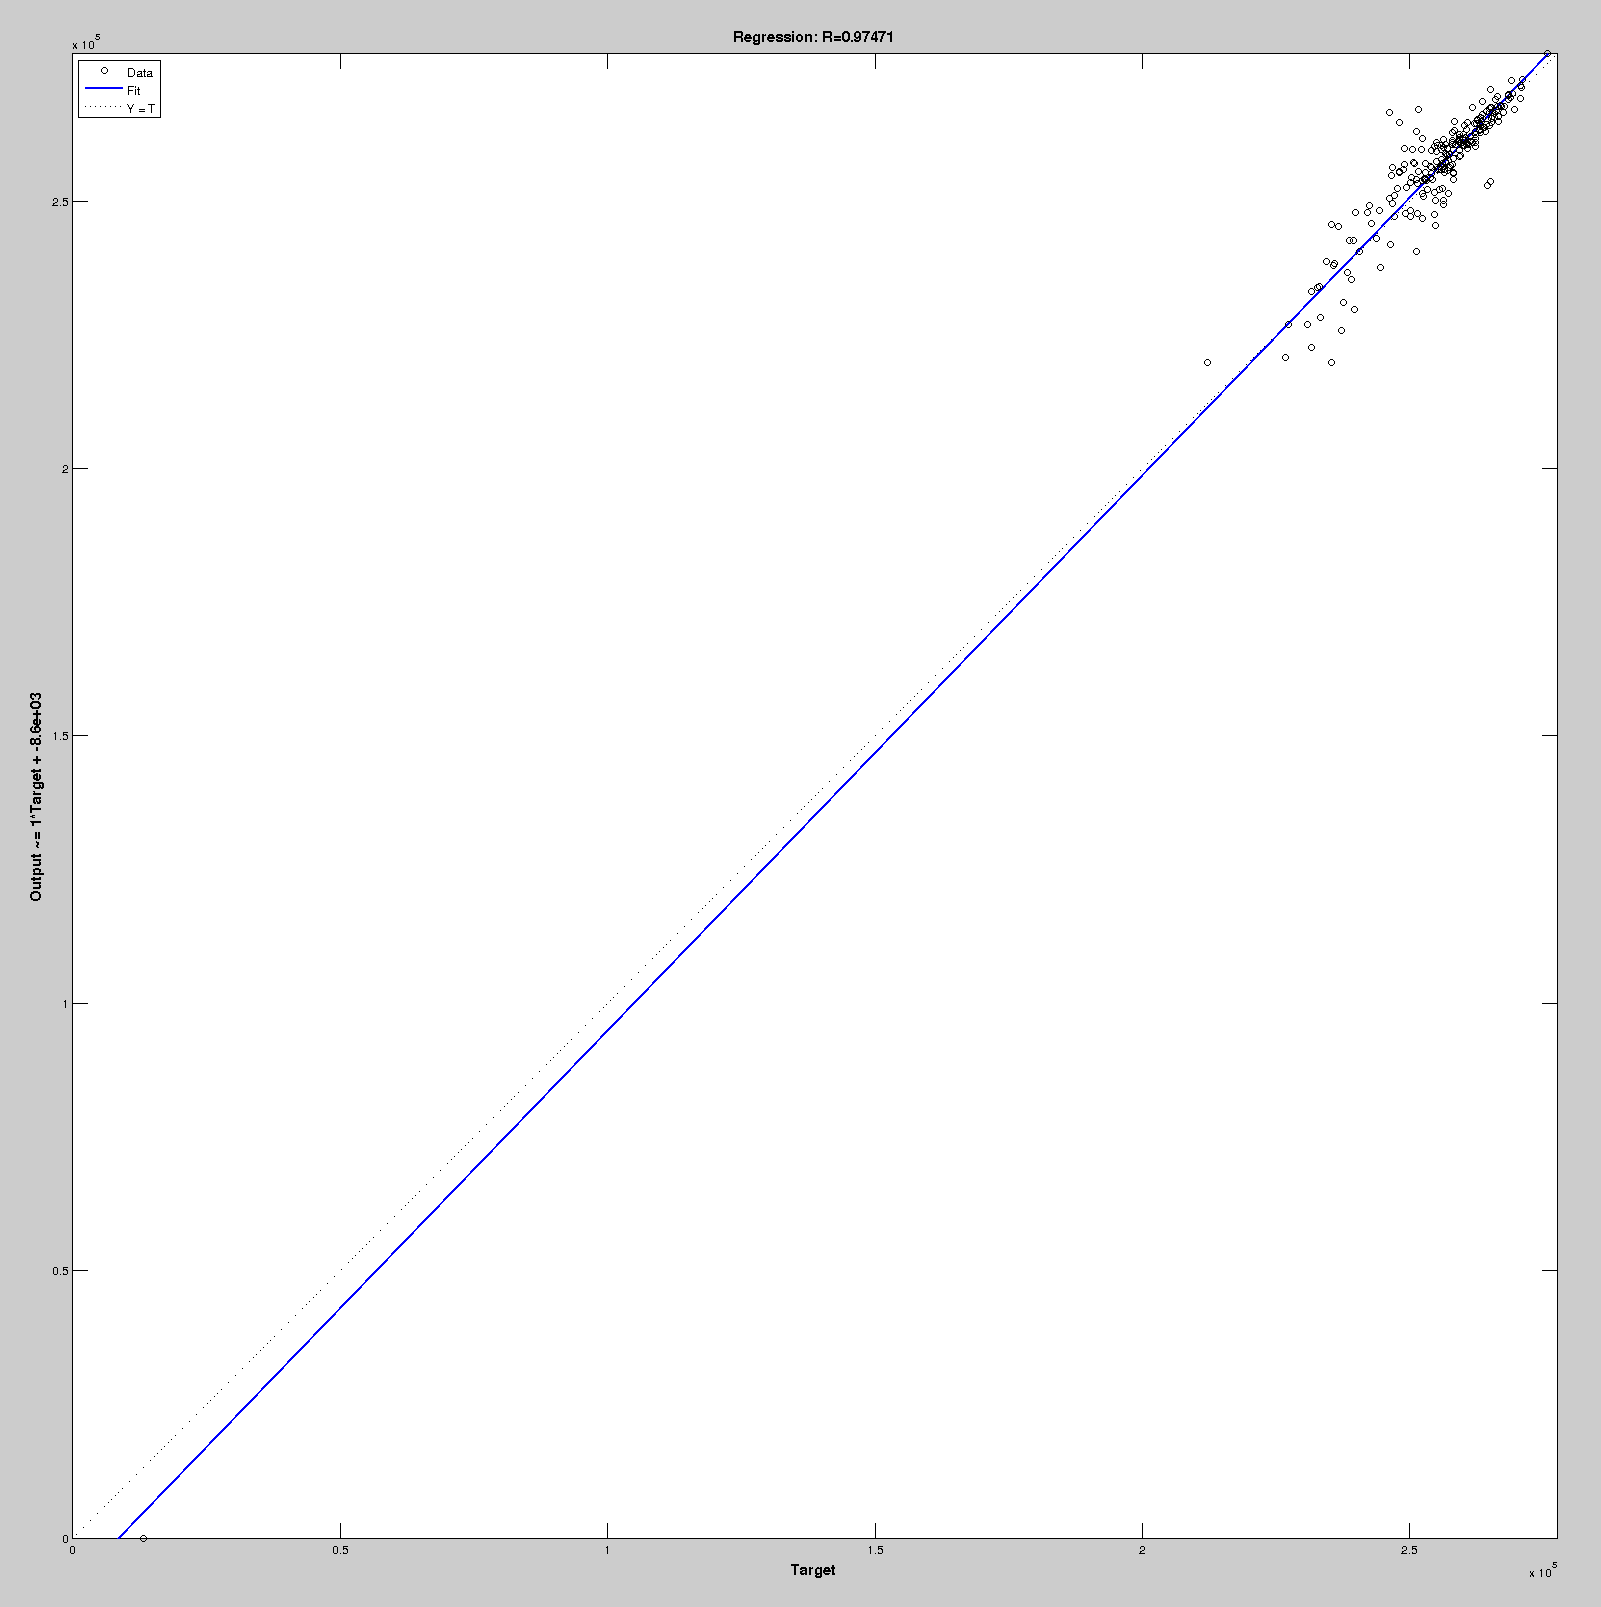 Regression: R=0.97471
x 10^5
Data
Fit
Y = T
2.5
2
1.5
1
0.5
0
Output ~= 1*Target + -8.6e+03
0
0.5
1
1.5
2
2.5
Target
x 10^5